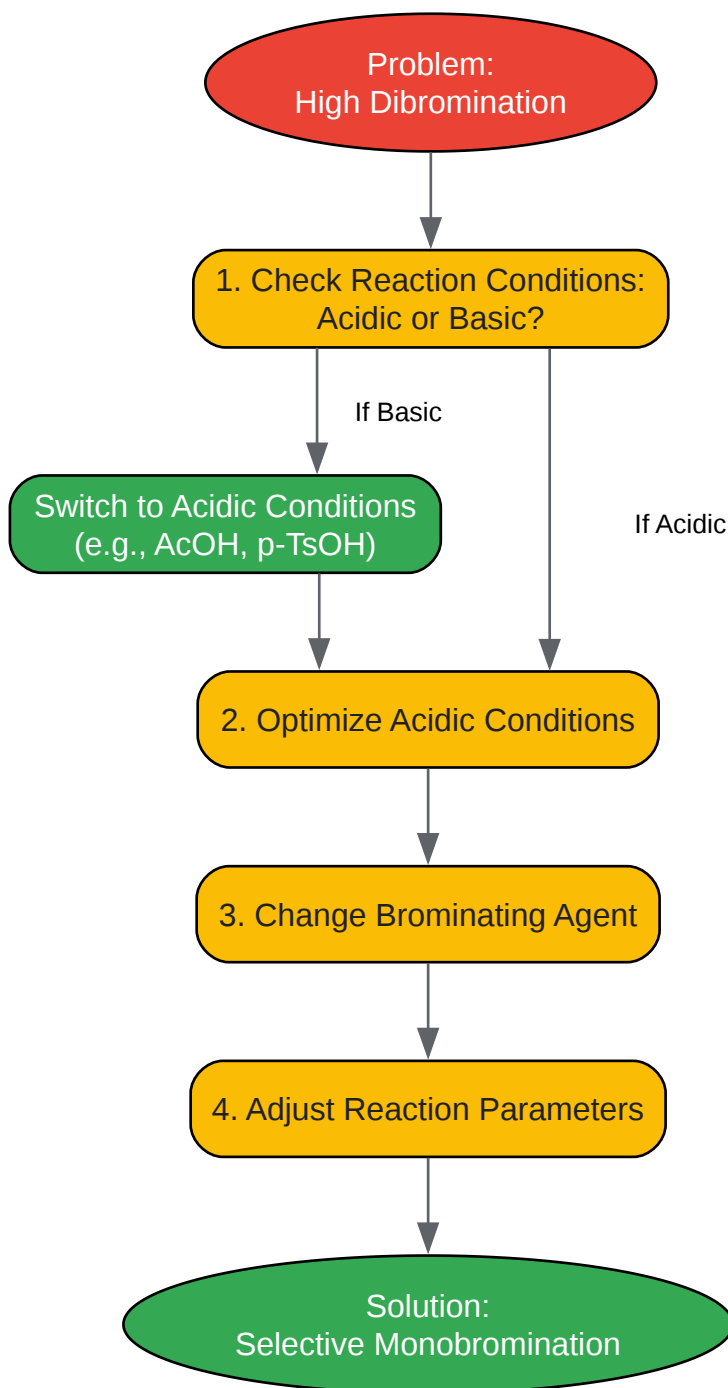 Problem:
High Dibromination
1. Check Reaction Conditions:
Acidic or Basic?
If Basic
Switch to Acidic Conditions
(e.g., AcOH, p-TsOH)
If Acidic
2. Optimize Acidic Conditions
3. Change Brominating Agent
4. Adjust Reaction Parameters
Solution:
Selective Monobromination